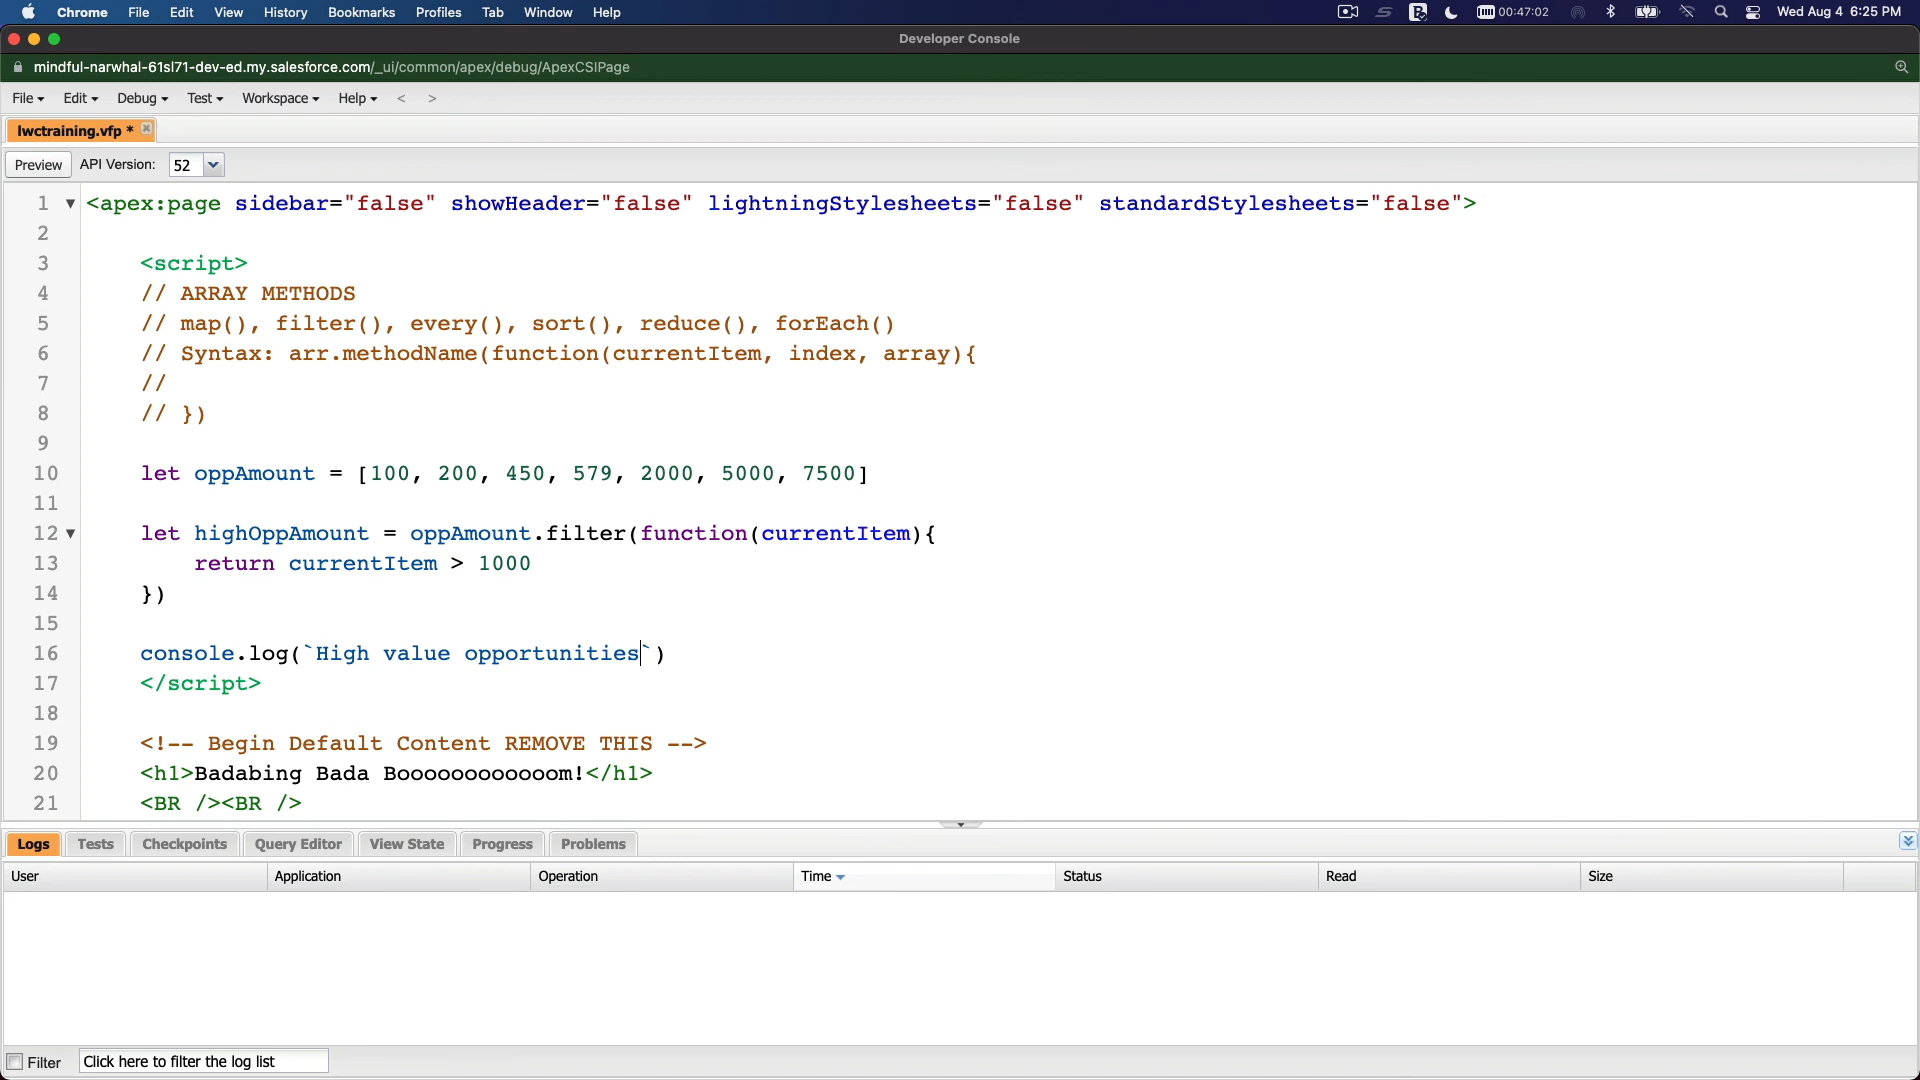 Chrome File Edit View History Bookmarks Profiles Tab Window Help 00:47:02 Wed Aug 4 6:25 PM
Developer Console
mindful-narwhal-61sl71-dev-ed.my.salesforce.com/_ui/common/apex/debug/ApexCSIPage
File Edit Debug Test Workspace Help < >
lwctraining.vfp *
Preview API Version: 52
1 <apex:page sidebar="false" showHeader="false" lightningStylesheets="false" standardStylesheets="false">
2
3 <script>
4 // ARRAY METHODS
5 // map(), filter(), every(), sort(), reduce(), forEach()
6 // Syntax: arr.methodName(function(currentItem, index, array){
7 //
8 // })
9
10 let oppAmount = [100, 200, 450, 579, 2000, 5000, 7500]
11
12 let highOppAmount = oppAmount.filter(function(currentItem){
13 return currentItem > 1000
14 })
15
16 console.log(`High value opportunities`)
17 </script>
18
19 <!-- Begin Default Content REMOVE THIS -->
20 <h1>Badabing Bada Boooooooooooom!</h1>
21 <BR /><BR />
Logs Tests Checkpoints Query Editor View State Progress Problems
User Application Operation Time Status Read Size
Filter Click here to filter the log list